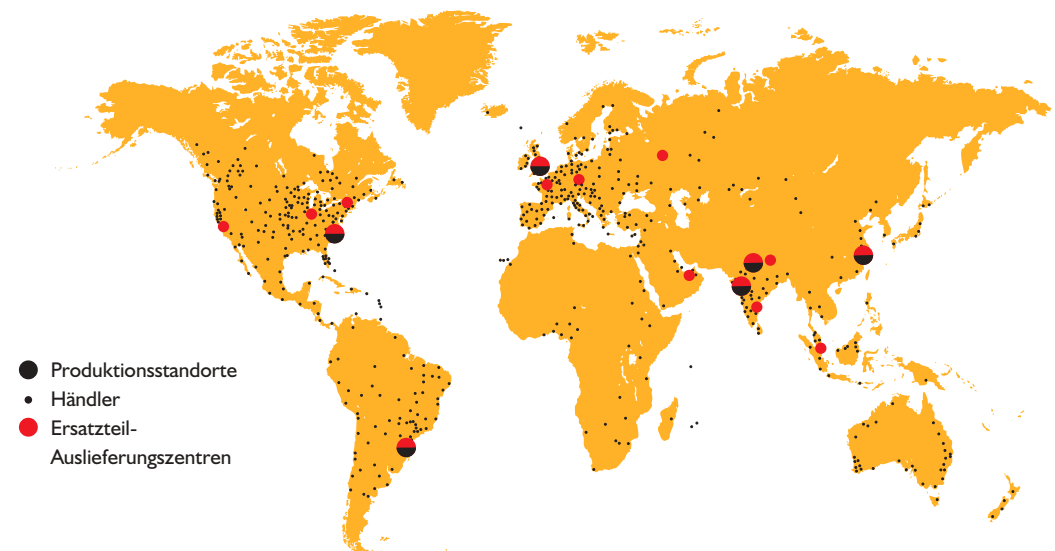 Produktionsstandorte
Händler
Ersatzteil-
Auslieferungszentren